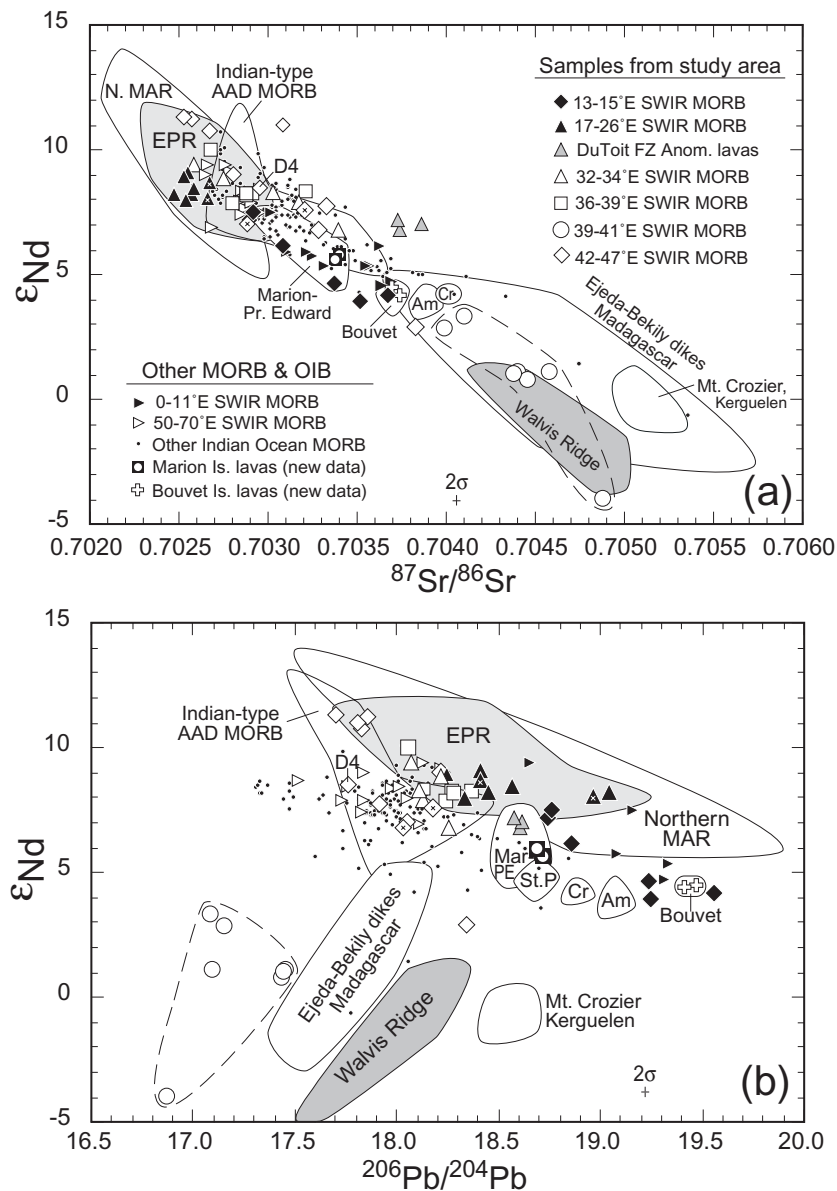 15
10
5
0
-5
εNd
N. MAR
Indian-type
AAD MORB
EPR
D4
Marion-
Pr. Edward
Bouvet
Am
Cr
Ejeda-Bekily dikes
Madagascar
Mt. Crozier,
Kerguelen
Walvis Ridge
2σ
(a)
Samples from study area
13-15°E SWIR MORB
17-26°E SWIR MORB
DuToit FZ Anom. lavas
32-34°E SWIR MORB
36-39°E SWIR MORB
39-41°E SWIR MORB
42-47°E SWIR MORB
Other MORB & OIB
0-11°E SWIR MORB
50-70°E SWIR MORB
Other Indian Ocean MORB
Marion Is. lavas (new data)
Bouvet Is. lavas (new data)
0.702 0.7025 0.703 0.7035 0.704 0.7045 0.705 0.7055 0.706
87Sr/86Sr
15
10
5
0
-5
εNd
Indian-type
AAD MORB
D4
EPR
Northern
MAR
Mar
PE
St.P
Cr
Am
Bouvet
Ejeda-Bekily dikes
Madagascar
Walvis Ridge
Mt. Crozier
Kerguelen
2σ
(b)
16.5 17.0 17.5 18.0 18.5 19.0 19.5 20.0
206Pb/204Pb